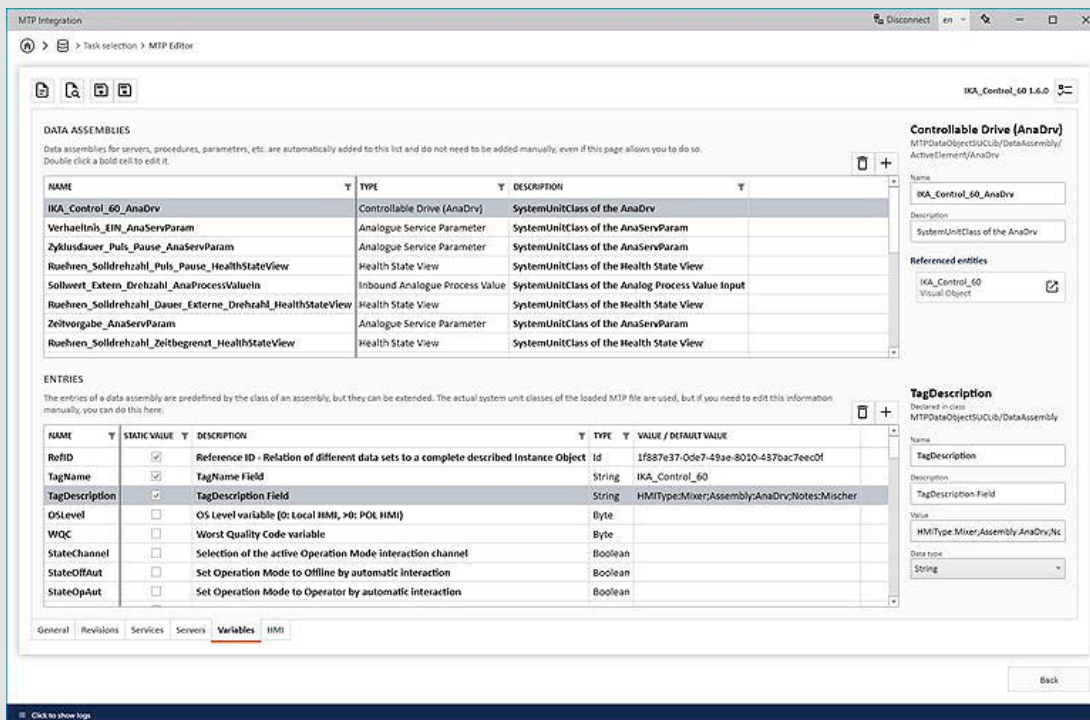 MTP Integration
Disconnect en
> > Task selection > MTP Editor
IKA_Control_60 1.6.0
DATA ASSEMBLIES
Data assemblies for servers, procedures, parameters, etc. are automatically added to this list and do not need to be added manually, even if this page allows you to do so.
Double click a bold cell to edit it.
NAME TYPE DESCRIPTION
IKA_Control_60_AnaDrv Controllable Drive (AnaDrv) SystemUnitClass of the AnaDrv
Verhaeltnis_EIN_AnaServParam Analogue Service Parameter SystemUnitClass of the AnaServParam
Zyklusdauer_Puls_Pause_AnaServParam Analogue Service Parameter SystemUnitClass of the AnaServParam
Ruehren_Solldrehzahl_Puls_Pause_HealthStateView Health State View SystemUnitClass of the Health State View
Sollwert_Extern_Drehzahl_AnaProcessValueIn Inbound Analogue Process Value SystemUnitClass of the Analog Process Value Input
Ruehren_Solldrehzahl_Dauer_Externe_Drehzahl_HealthStateView Health State View SystemUnitClass of the Health State View
Zeitvorgabe_AnaServParam Analogue Service Parameter SystemUnitClass of the AnaServParam
Ruehren_Solldrehzahl_Zeitbegrenzt_HealthStateView Health State View SystemUnitClass of the Health State View
Controllable Drive (AnaDrv)
MTPDataObjectSUCLib/DataAssembly/
ActiveElement/AnaDrv
Name
IKA_Control_60_AnaDrv
Description
SystemUnitClass of the AnaDrv
Referenced entities
IKA_Control_60
Visual Object
ENTRIES
The entries of a data assembly are predefined by the class of an assembly, but they can be extended. The actual system unit classes of the loaded MTP file are used, but if you need to edit this information
manually, you can do this here.
NAME STATIC VALUE DESCRIPTION TYPE VALUE / DEFAULT VALUE
RefID Reference ID - Relation of different data sets to a complete described Instance Object Id 1f887e37-0de7-49ae-8010-437bac7eec0f
TagName TagName Field String IKA_Control_60
TagDescription TagDescription Field String HMIType:Mixer;Assembly:AnaDrv;Notes:Mischer
OSLevel OS Level variable (0: Local HMI, >0: POL HMI) Byte
WQC Worst Quality Code variable Byte
StateChannel Selection of the active Operation Mode interaction channel Boolean
StateOffAut Set Operation Mode to Offline by automatic interaction Boolean
StateOpAut Set Operation Mode to Operator by automatic interaction Boolean
TagDescription
Declared in class
MTPDataObjectSUCLib/DataAssembly
Name
TagDescription
Description
TagDescription Field
Value
HMIType:Mixer;Assembly:AnaDrv;Nc
Data type
String
General Revisions Services Servers Variables HMI
Back
Click to show logs